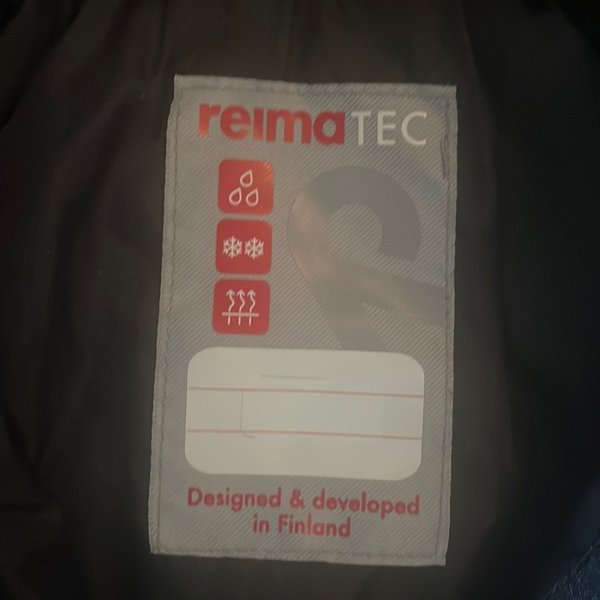 reimaTEC
Designed & developed
in Finland